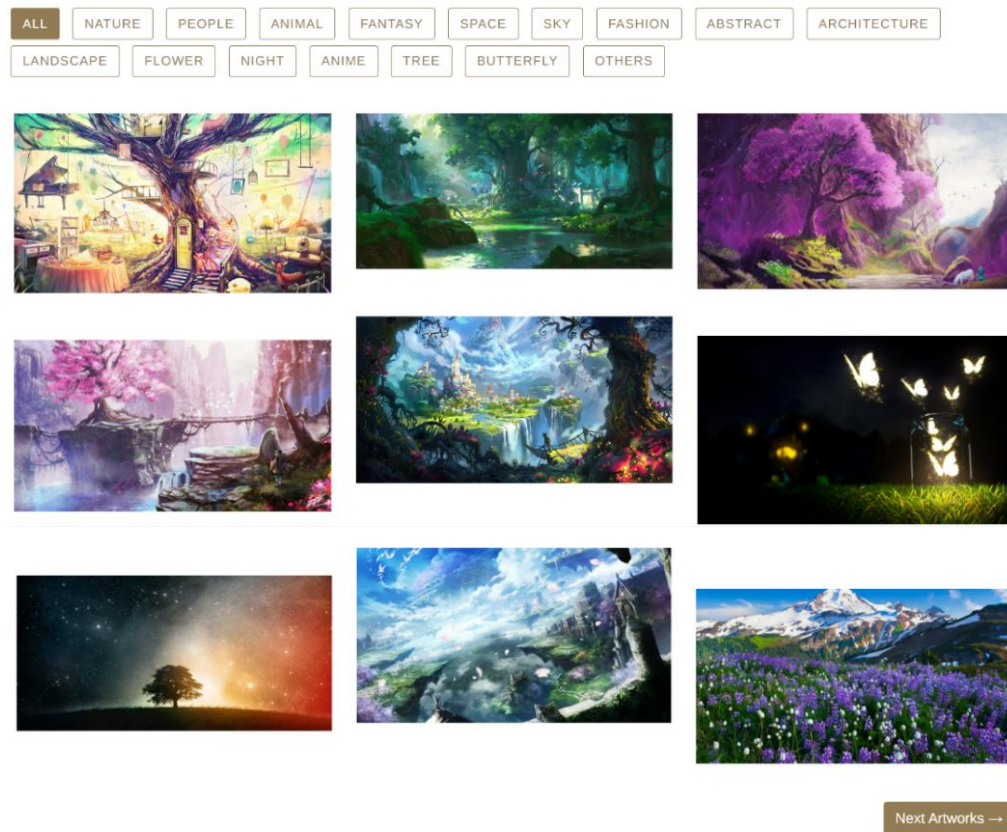 ALL NATURE PEOPLE ANIMAL FANTASY SPACE SKY FASHION ABSTRACT ARCHITECTURE
LANDSCAPE FLOWER NIGHT ANIME TREE BUTTERFLY OTHERS
Next Artworks →